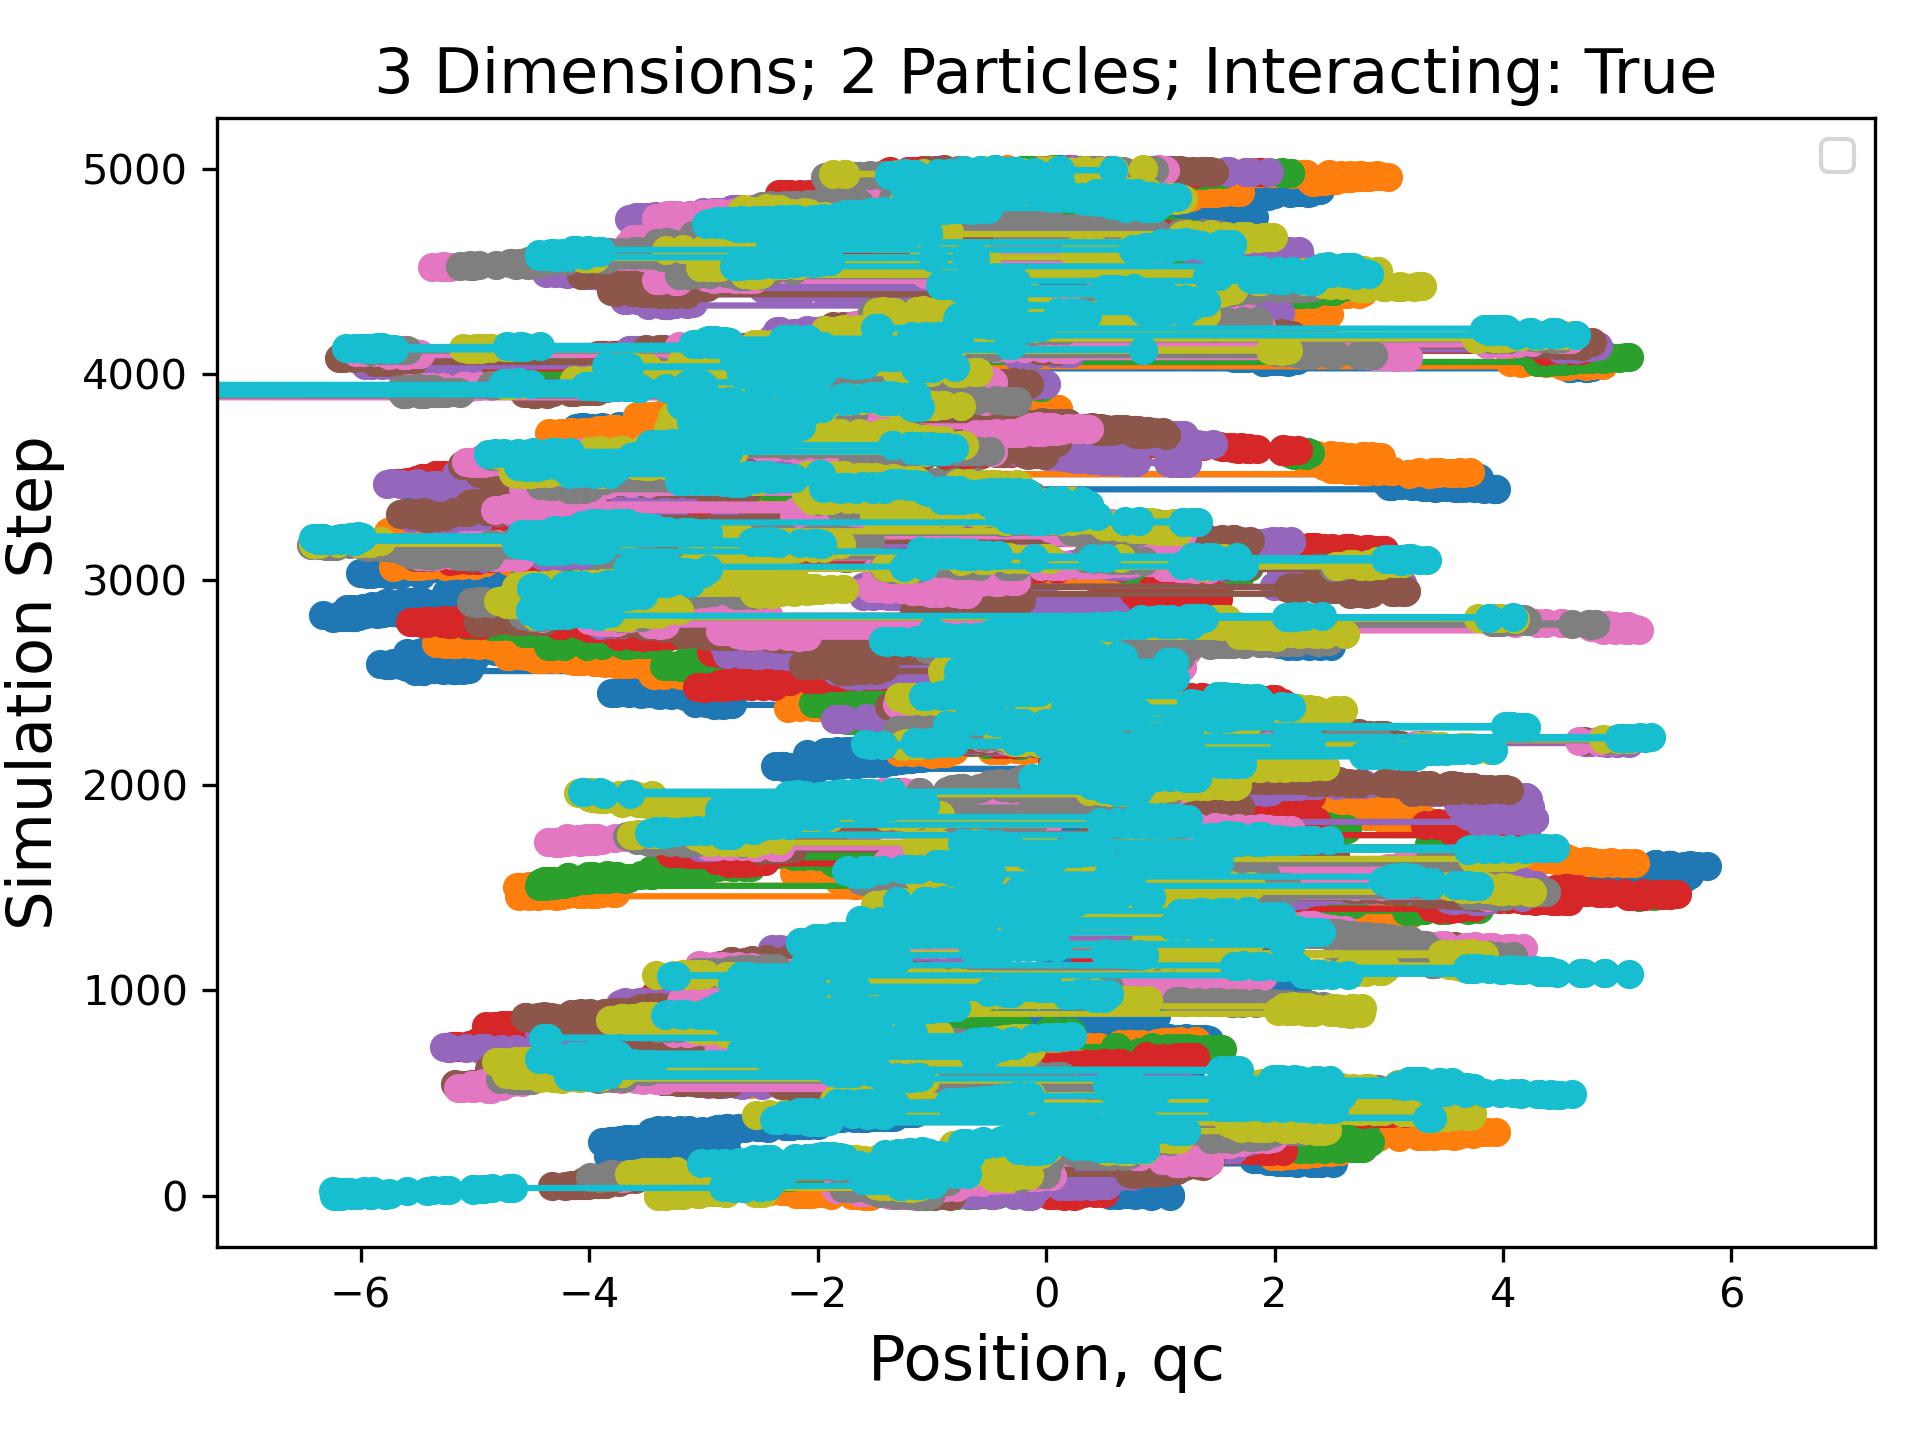 3 Dimensions; 2 Particles; Interacting: True
5000
4000
3000
2000
1000
0
Simulation Step
−6 −4 −2 0 2 4 6
Position, qc